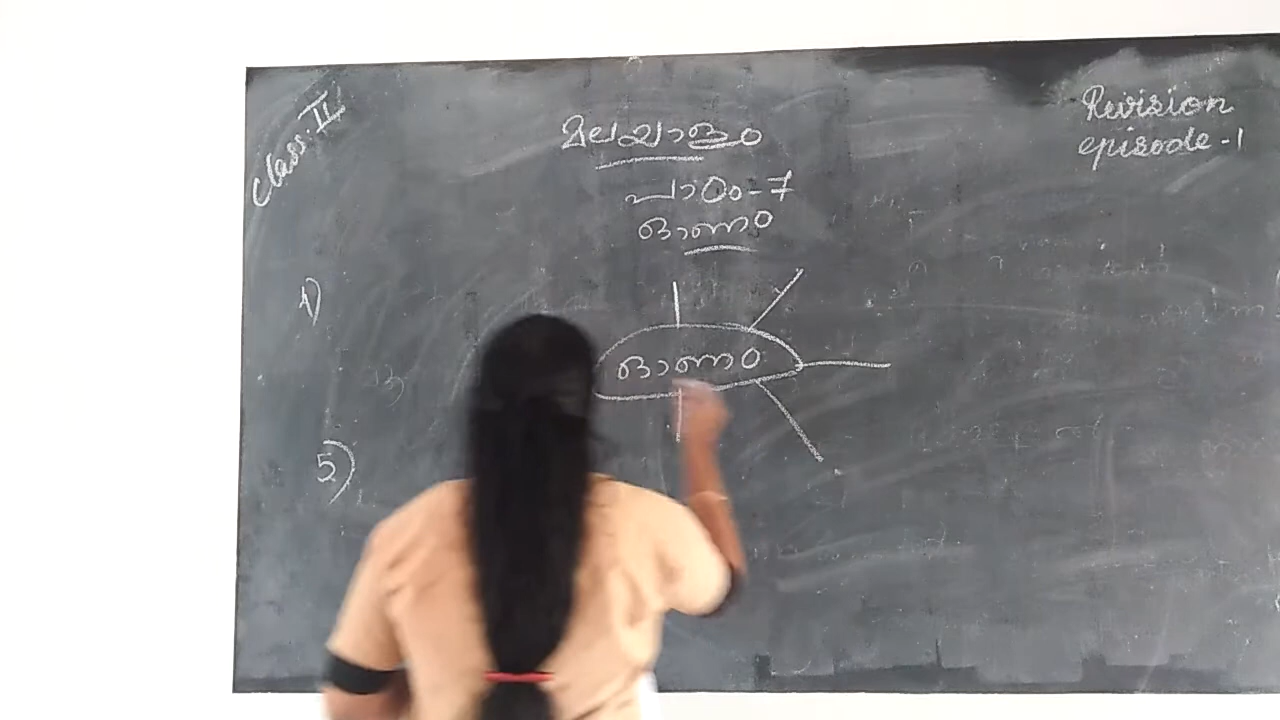 Class: II
മലയാളം
Revision
episode -1
പാഠം - 7
ഓണം
1)
ഓണം
5)